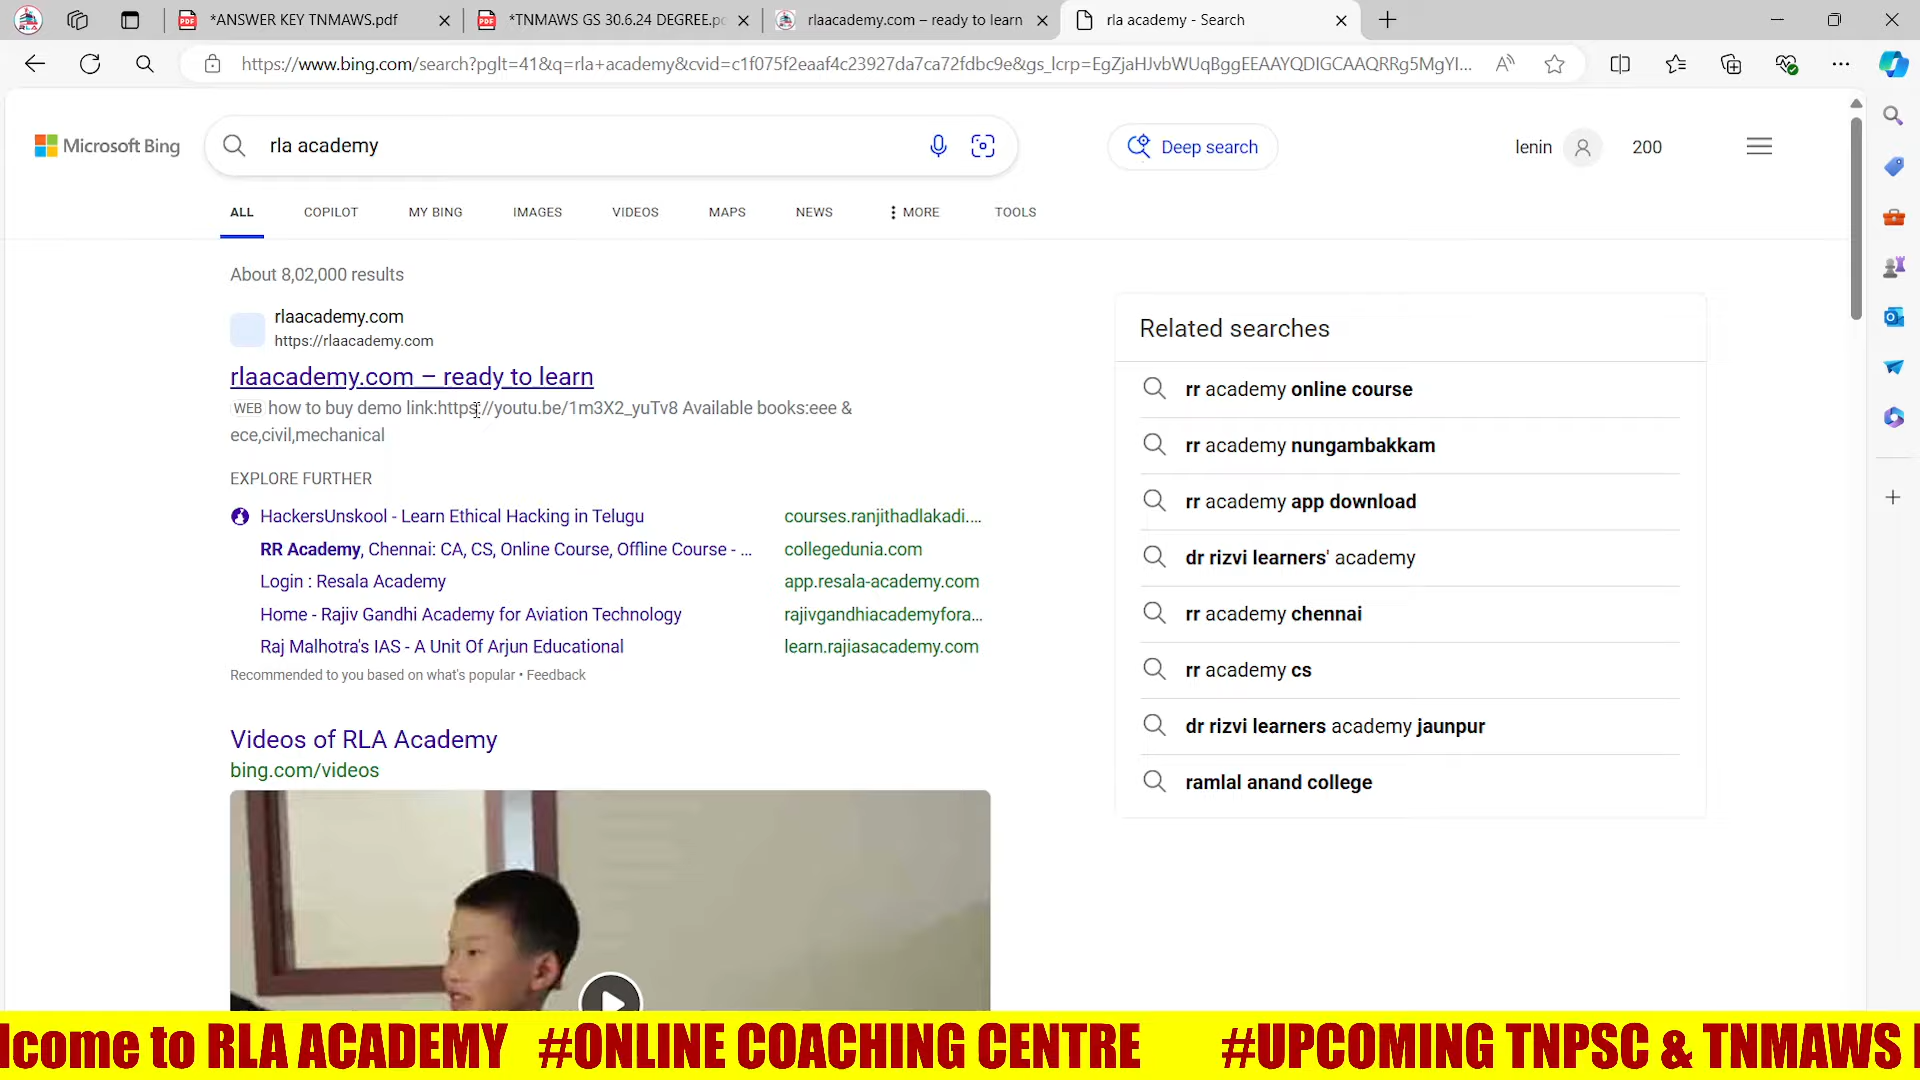 *ANSWER KEY TNMAWS.pdf
*TNMAWS GS 30.6.24 DEGREE.pc
rlaacademy.com – ready to learn
rla academy - Search
https://www.bing.com/search?pglt=41&q=rla+academy&cvid=c1f075f2eaaf4c23927da7ca72fdbc9e&gs_lcrp=EgZjaHJvbWUqBggEEAAYQDIGCAAQRRg5MgYI...
Microsoft Bing
rla academy
Deep search
lenin
200
ALL
COPILOT
MY BING
IMAGES
VIDEOS
MAPS
NEWS
MORE
TOOLS
About 8,02,000 results
rlaacademy.com
https://rlaacademy.com
rlaacademy.com – ready to learn
WEB how to buy demo link:https://youtu.be/1m3X2_yuTv8 Available books:eee &
ece,civil,mechanical
EXPLORE FURTHER
HackersUnskool - Learn Ethical Hacking in Telugu courses.ranjithadlakadi....
RR Academy, Chennai: CA, CS, Online Course, Offline Course - ... collegedunia.com
Login : Resala Academy app.resala-academy.com
Home - Rajiv Gandhi Academy for Aviation Technology rajivgandhiacademyfora...
Raj Malhotra's IAS - A Unit Of Arjun Educational learn.rajiasacademy.com
Recommended to you based on what's popular • Feedback
Videos of RLA Academy
bing.com/videos
Related searches
rr academy online course
rr academy nungambakkam
rr academy app download
dr rizvi learners' academy
rr academy chennai
rr academy cs
dr rizvi learners academy jaunpur
ramlal anand college
lcome to RLA ACADEMY #ONLINE COACHING CENTRE #UPCOMING TNPSC & TNMAWS